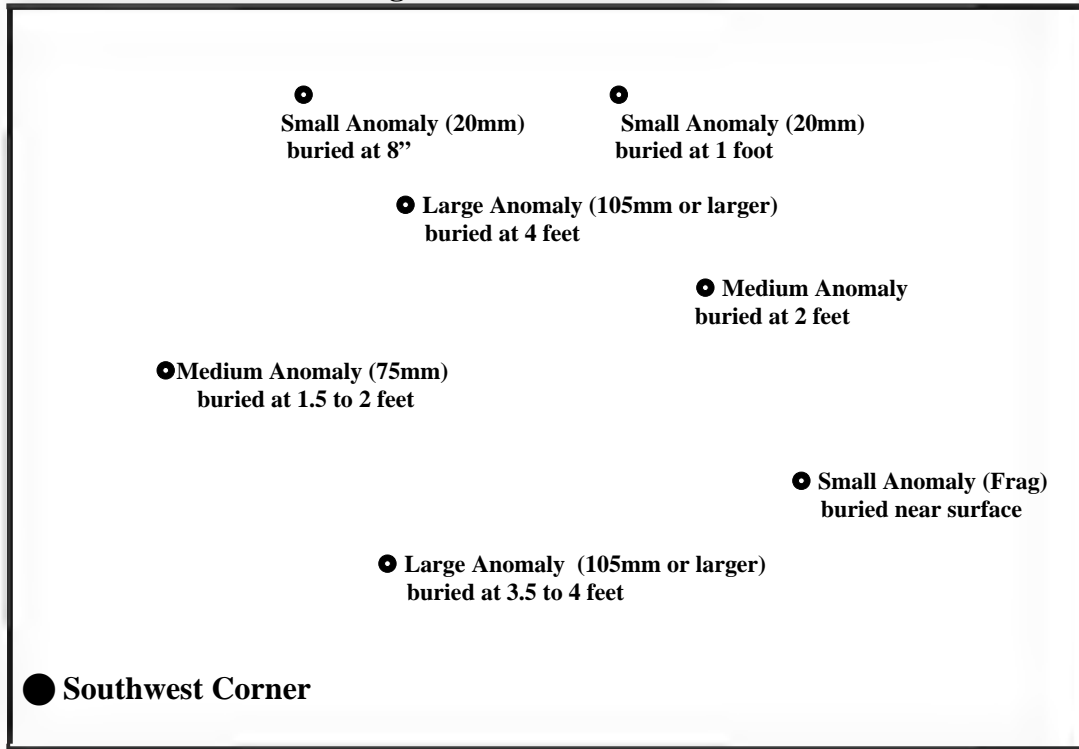 Small Anomaly (20mm)
buried at 8”
Small Anomaly (20mm)
buried at 1 foot
Large Anomaly (105mm or larger)
buried at 4 feet
Medium Anomaly
buried at 2 feet
Medium Anomaly (75mm)
buried at 1.5 to 2 feet
Small Anomaly (Frag)
buried near surface
Large Anomaly (105mm or larger)
buried at 3.5 to 4 feet
Southwest Corner